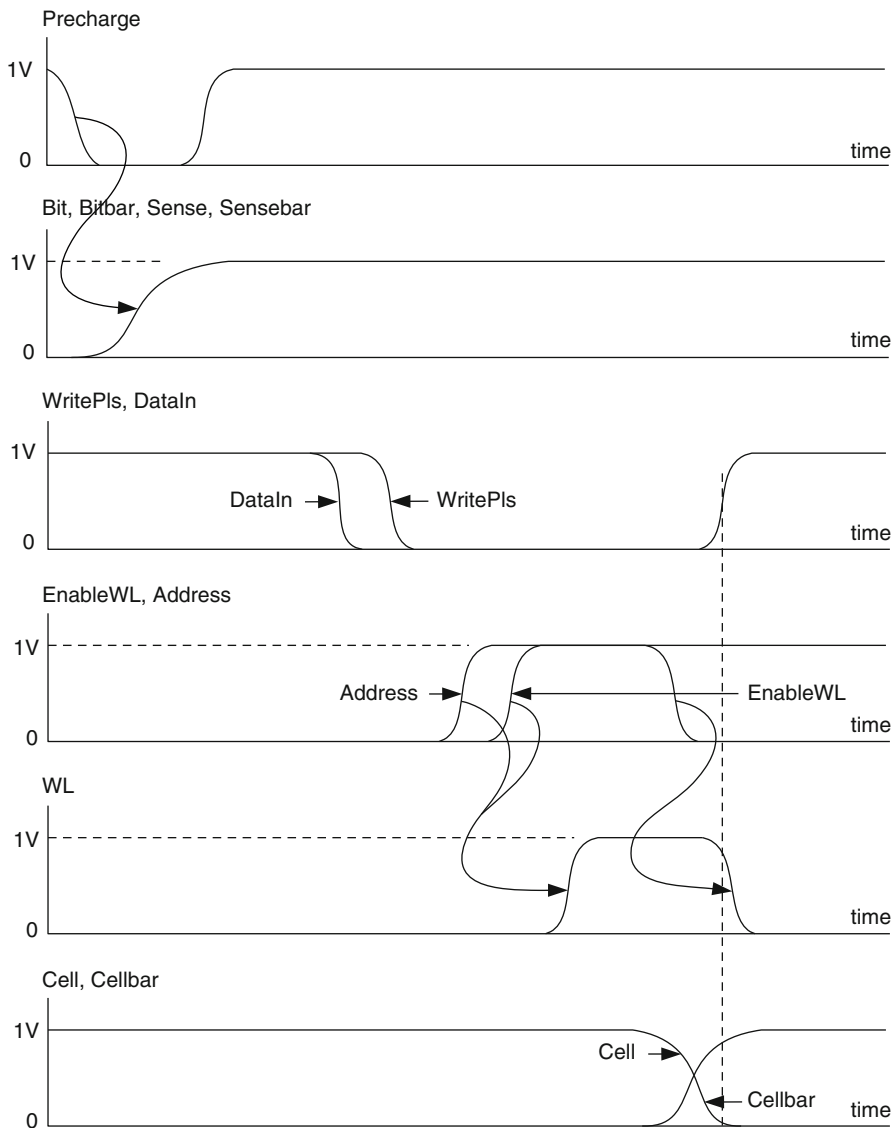 Precharge
1V
0
time
Bit, Bitbar, Sense, Sensebar
1V
0
time
WritePls, DataIn
1V
DataIn
WritePls
0
time
EnableWL, Address
1V
Address
EnableWL
0
time
WL
1V
0
time
Cell, Cellbar
1V
Cell
Cellbar
0
time